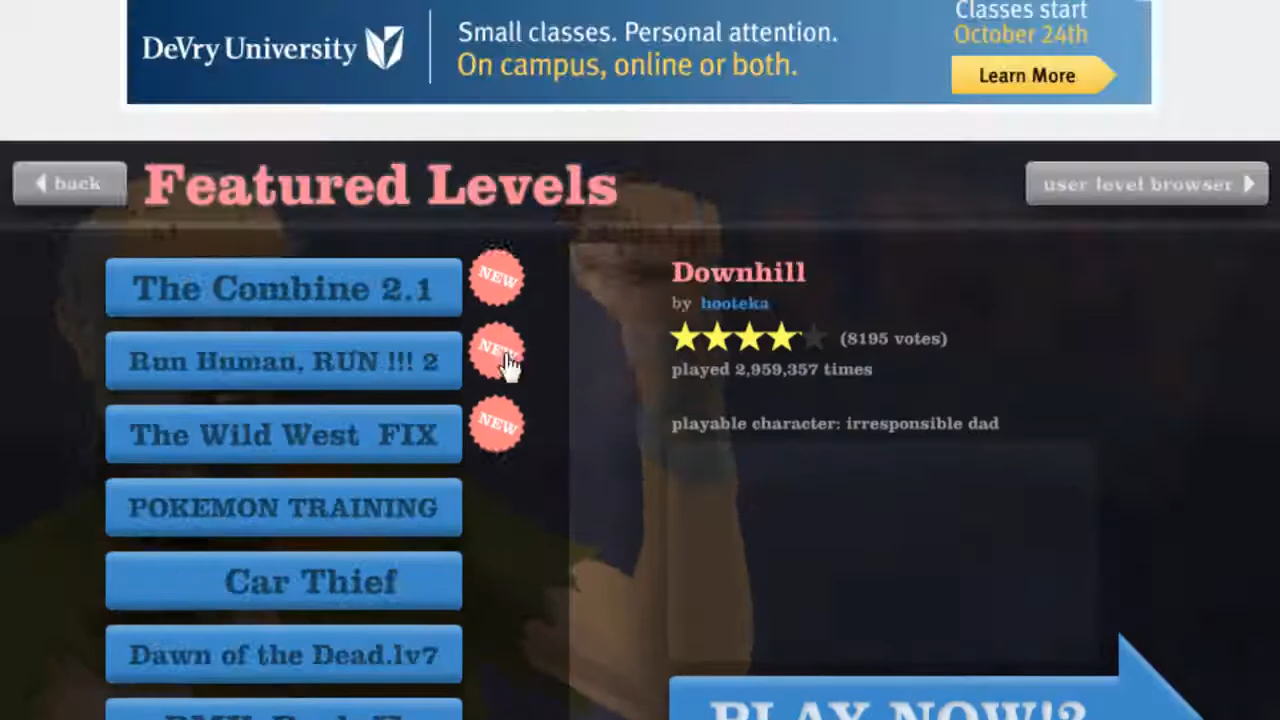 DeVry University
Small classes. Personal attention.
On campus, online or both.
Classes start
October 24th
Learn More
back
Featured Levels
user level browser
The Combine 2.1
NEW
Run Human, RUN !!! 2
NEW
The Wild West FIX
NEW
POKEMON TRAINING
Car Thief
Dawn of the Dead.lv7
Downhill
by hooteka
(8195 votes)
played 2,959,357 times
playable character: irresponsible dad
PLAY NOW!?